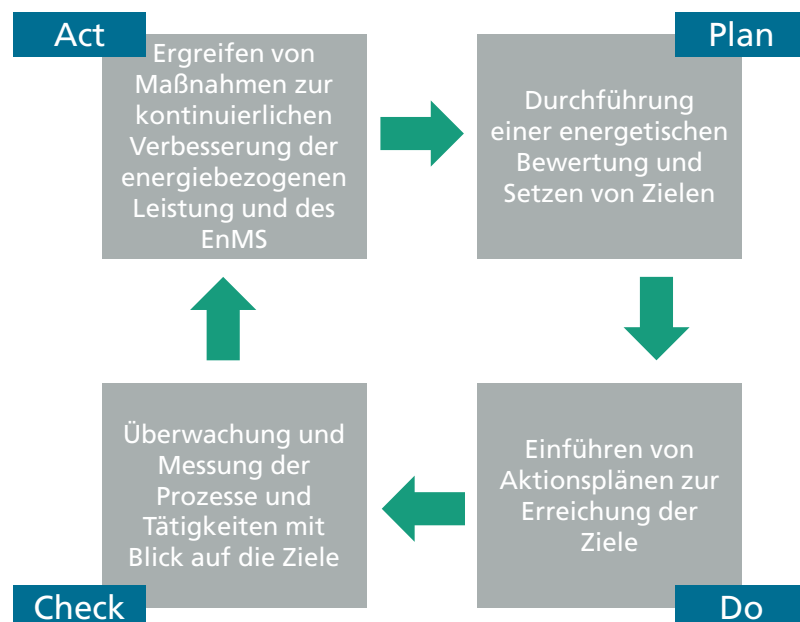 Act
Ergreifen von
Maßnahmen zur
kontinuierlichen
Verbesserung der
energiebezogenen
Leistung und des
EnMS
Plan
Durchführung
einer energetischen
Bewertung und
Setzen von Zielen
Überwachung und
Messung der
Prozesse und
Tätigkeiten mit
Blick auf die Ziele
Check
Einführen von
Aktionsplänen zur
Erreichung der
Ziele
Do